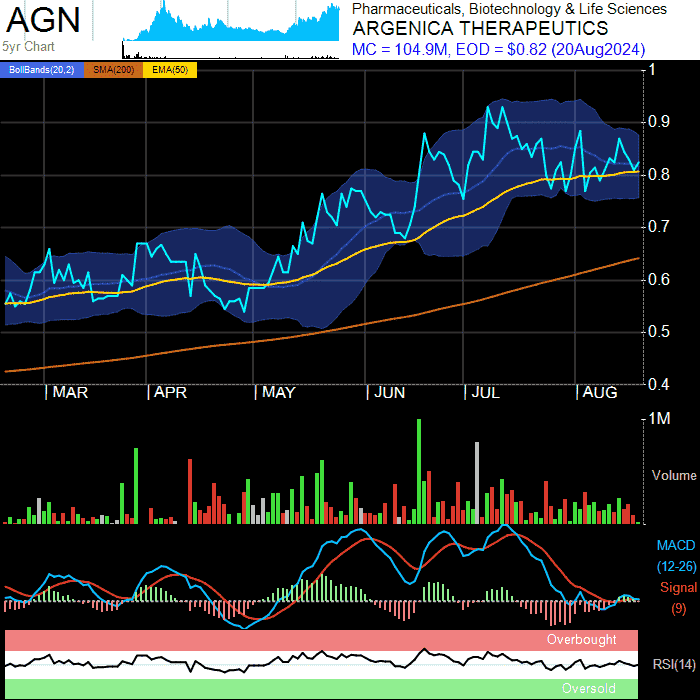 AGN
5yr Chart
Pharmaceuticals, Biotechnology & Life Sciences
ARGENICA THERAPEUTICS
MC = 104.9M, EOD = $0.82 (20Aug2024)
BollBands(20,2) SMA(200) EMA(50)
1
0.9
0.8
0.7
0.6
0.5
0.4
MAR APR MAY JUN JUL AUG
1M
Volume
MACD
(12-26)
Signal
(9)
Overbought
RSI(14)
Oversold